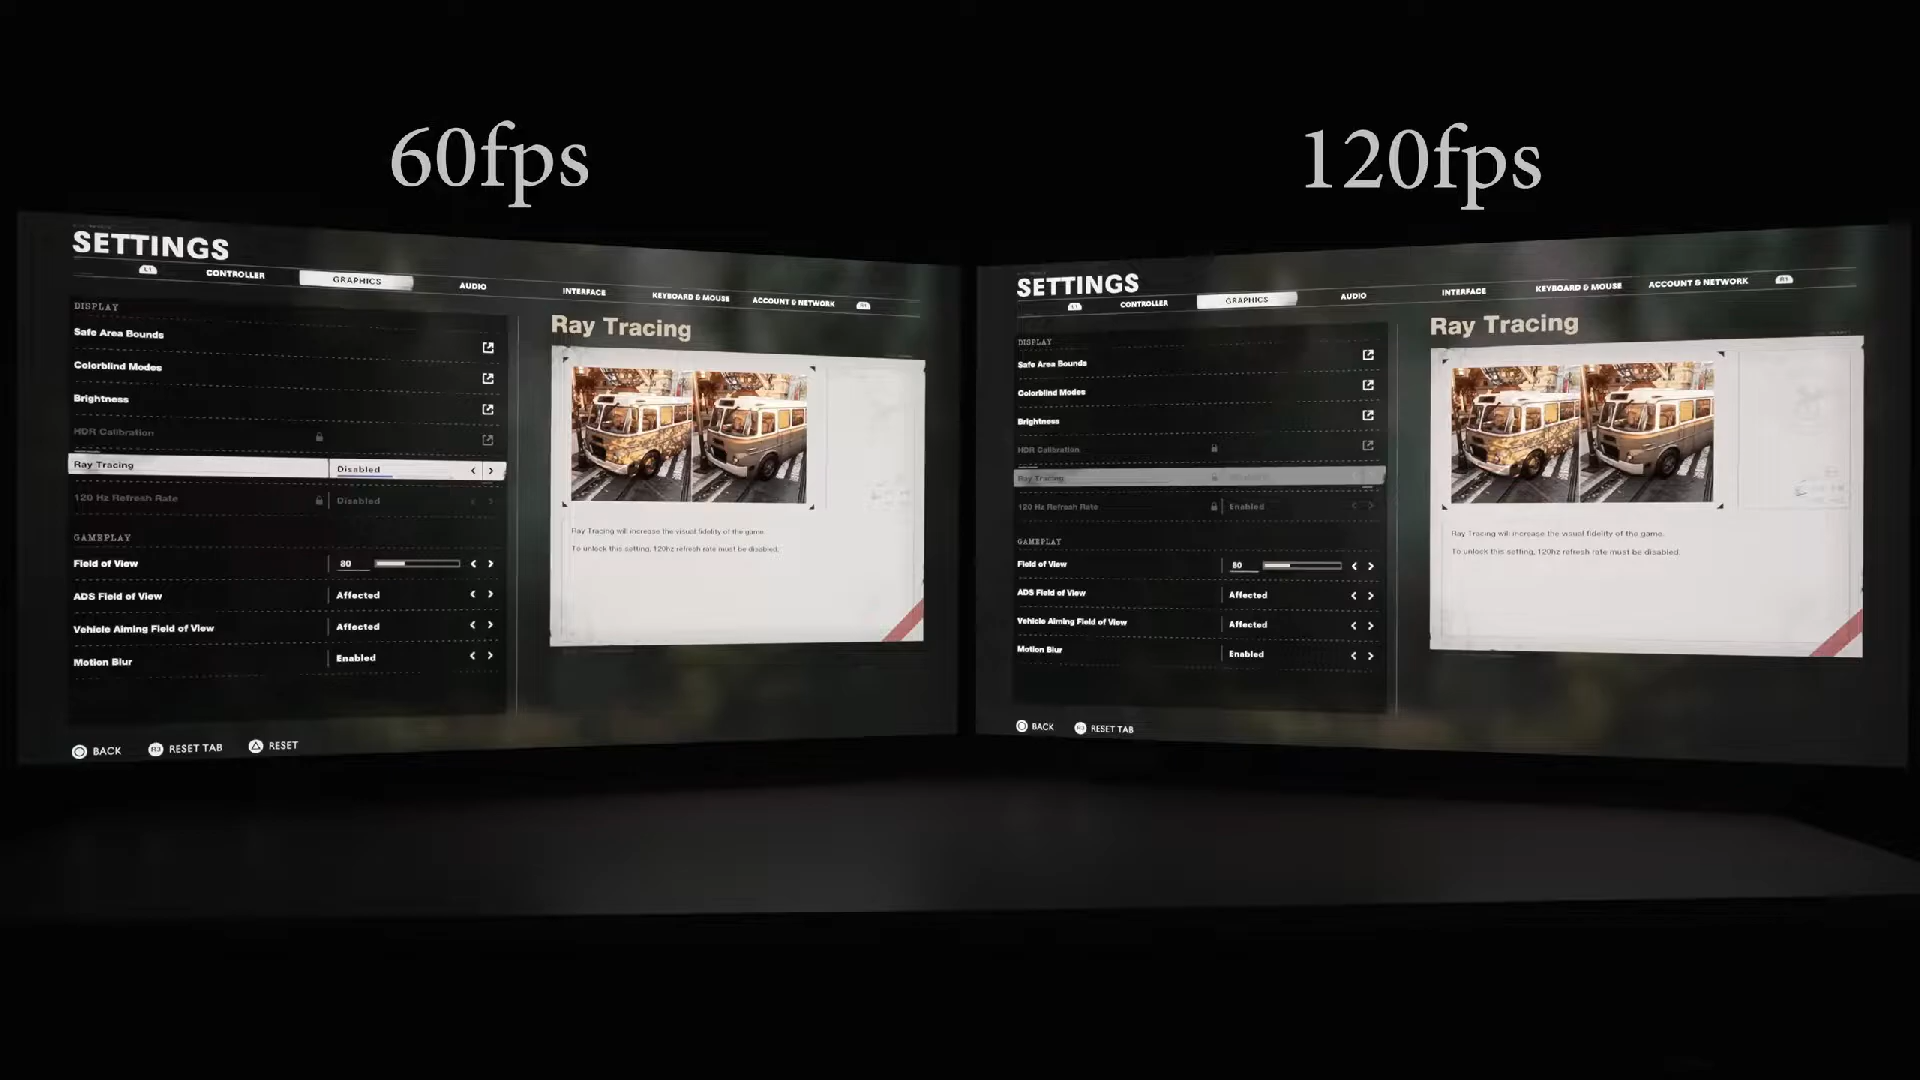 60fps
120fps
SETTINGS
L1 CONTROLLER GRAPHICS AUDIO INTERFACE KEYBOARD & MOUSE ACCOUNT & NETWORK R1
DISPLAY
Safe Area Bounds
Colorblind Modes
Brightness
HDR Calibration
Ray Tracing Disabled
120 Hz Refresh Rate Disabled
GAMEPLAY
Field of View 80
ADS Field of View Affected
Vehicle Aiming Field of View Affected
Motion Blur Enabled
BACK R3 RESET TAB RESET
Ray Tracing
Ray Tracing will increase the visual fidelity of the game.
To unlock this setting, 120hz refresh rate must be disabled.
SETTINGS
L1 CONTROLLER GRAPHICS AUDIO INTERFACE KEYBOARD & MOUSE ACCOUNT & NETWORK R1
DISPLAY
Safe Area Bounds
Colorblind Modes
Brightness
HDR Calibration
Ray Tracing
120 Hz Refresh Rate Enabled
GAMEPLAY
Field of View 80
ADS Field of View Affected
Vehicle Aiming Field of View Affected
Motion Blur Enabled
BACK R3 RESET TAB
Ray Tracing
Ray Tracing will increase the visual fidelity of the game.
To unlock this setting, 120hz refresh rate must be disabled.